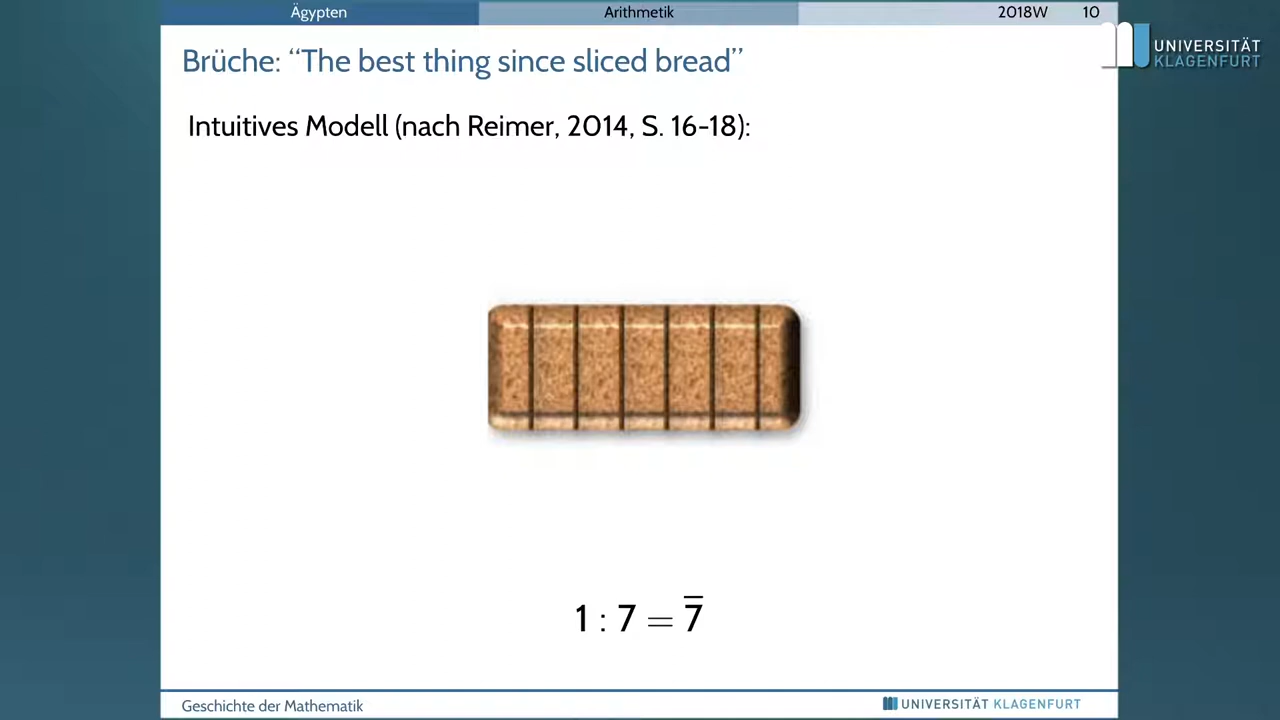 Ägypten
Arithmetik
2018W 10
UNIVERSITÄT
KLAGENFURT
Brüche: “The best thing since sliced bread”
Intuitives Modell (nach Reimer, 2014, S. 16-18):
1 : 7 = 7̅
Geschichte der Mathematik
UNIVERSITÄT KLAGENFURT